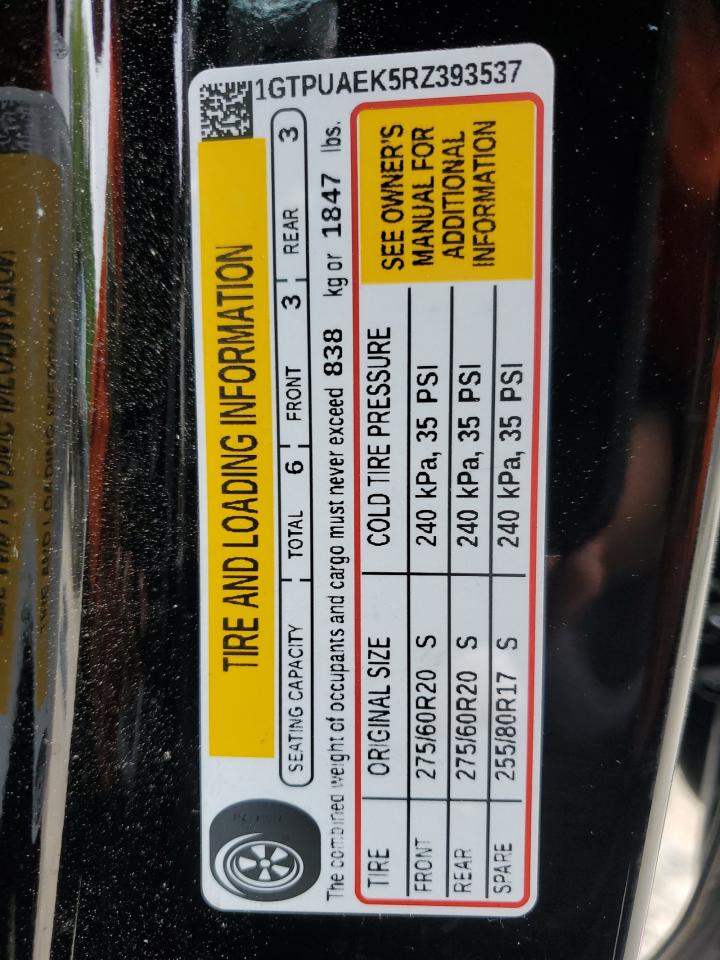 1GTPUAEK5RZ393537
TIRE AND LOADING INFORMATION
SEATING CAPACITY TOTAL 6 FRONT 3 REAR 3
The combined weight of occupants and cargo must never exceed 838 kg or 1847 lbs.
TIRE ORIGINAL SIZE COLD TIRE PRESSURE
FRONT 275/60R20 S 240 kPa, 35 PSI
REAR 275/60R20 S 240 kPa, 35 PSI
SPARE 255/80R17 S 240 kPa, 35 PSI
SEE OWNER'S
MANUAL FOR
ADDITIONAL
INFORMATION